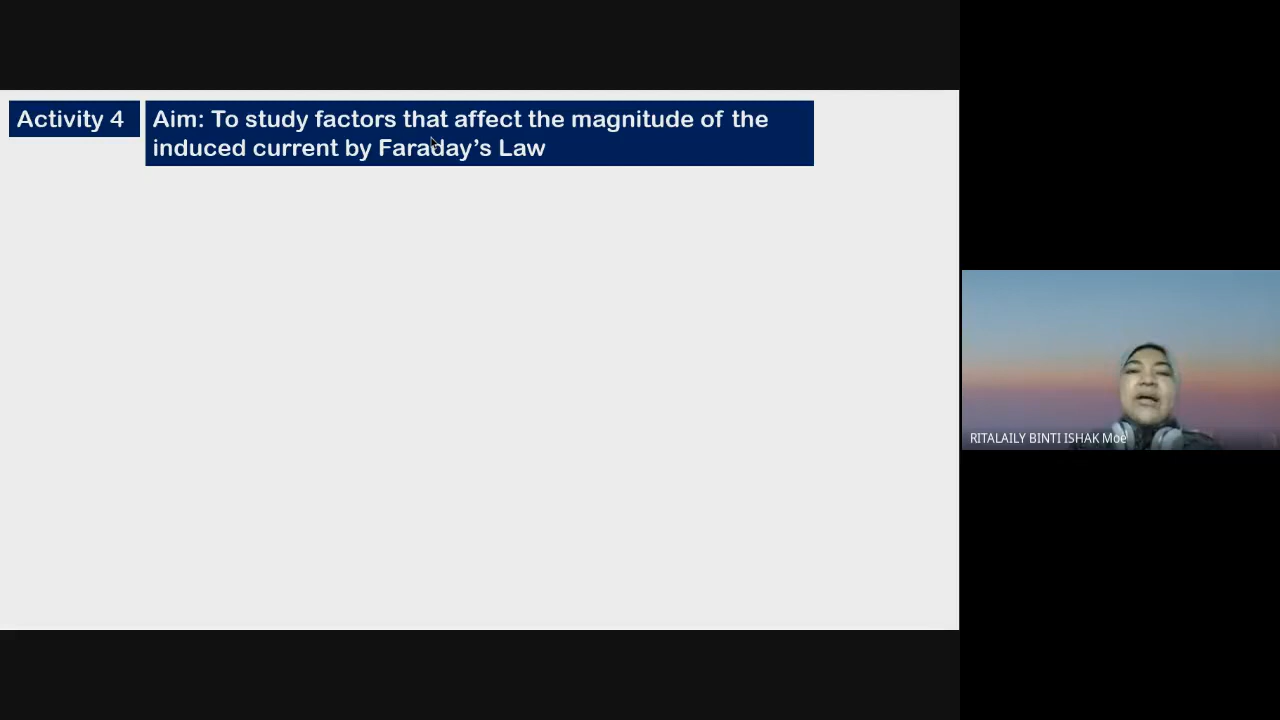 Activity 4
Aim: To study factors that affect the magnitude of the
induced current by Faraday’s Law
RITALAILY BINTI ISHAK Moe